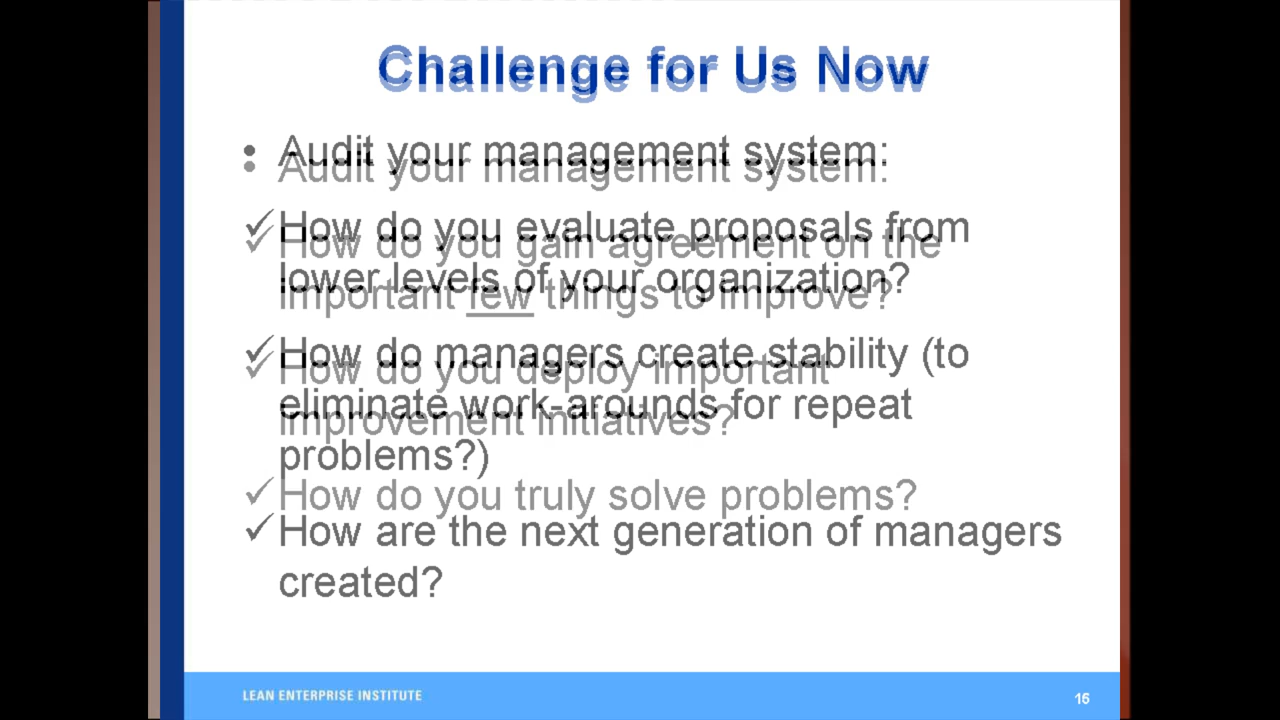 Challenge for Us Now
• Audit your management system:
• Audit your management system:
✓ How do you evaluate proposals from
lower levels of your organization?
✓ How do you gain agreement on the
important few things to improve?
✓ How do managers create stability (to
eliminate work-arounds for repeat
problems?)
✓ How do you deploy important
improvement initiatives?
✓ How do you truly solve problems?
✓ How are the next generation of managers
created?
LEAN ENTERPRISE INSTITUTE
16